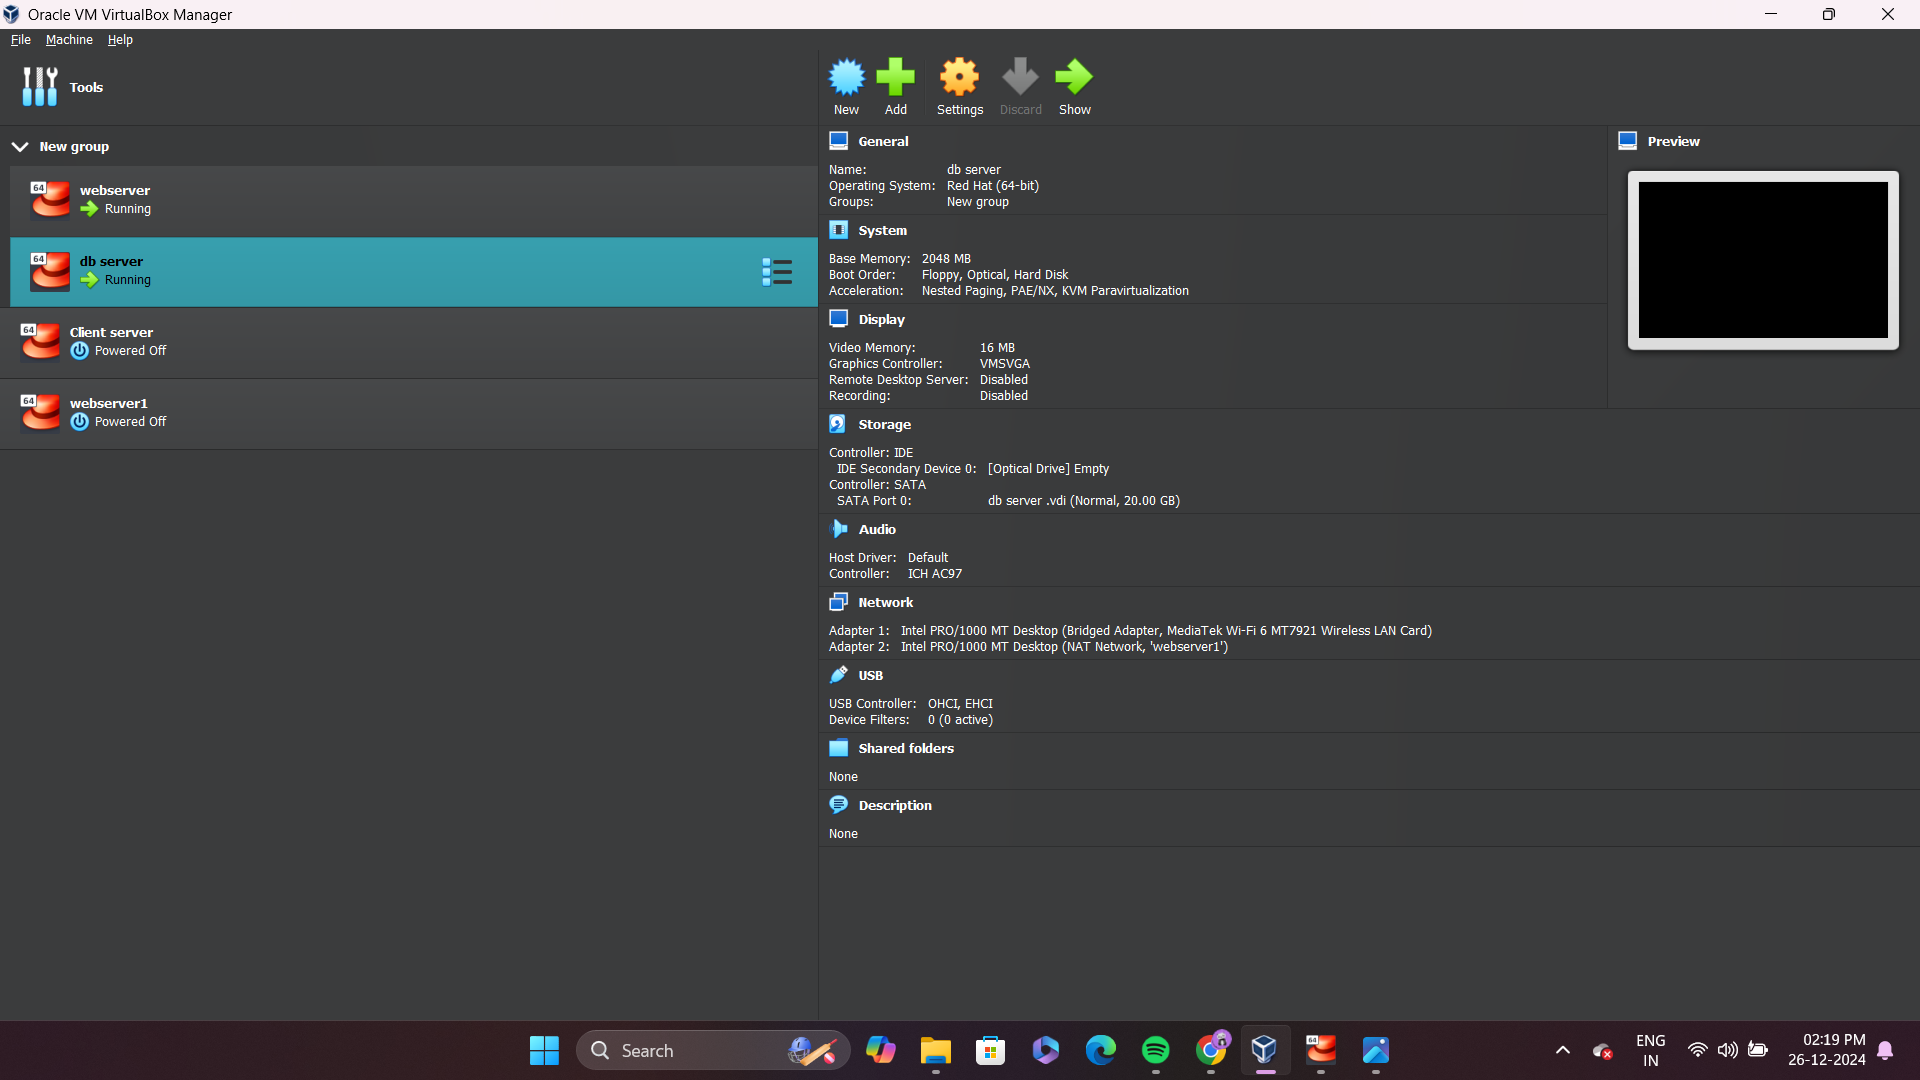 Oracle VM VirtualBox Manager
File Machine Help
Tools
New Add Settings Discard Show
New group
64 webserver
Running
64 db server
Running
64 Client server
Powered Off
64 webserver1
Powered Off
General
Name: db server
Operating System: Red Hat (64-bit)
Groups: New group
System
Base Memory: 2048 MB
Boot Order: Floppy, Optical, Hard Disk
Acceleration: Nested Paging, PAE/NX, KVM Paravirtualization
Display
Video Memory: 16 MB
Graphics Controller: VMSVGA
Remote Desktop Server: Disabled
Recording: Disabled
Storage
Controller: IDE
IDE Secondary Device 0: [Optical Drive] Empty
Controller: SATA
SATA Port 0: db server .vdi (Normal, 20.00 GB)
Audio
Host Driver: Default
Controller: ICH AC97
Network
Adapter 1: Intel PRO/1000 MT Desktop (Bridged Adapter, MediaTek Wi-Fi 6 MT7921 Wireless LAN Card)
Adapter 2: Intel PRO/1000 MT Desktop (NAT Network, 'webserver1')
USB
USB Controller: OHCI, EHCI
Device Filters: 0 (0 active)
Shared folders
None
Description
None
Preview
Search
64
ENG
IN
02:19 PM
26-12-2024